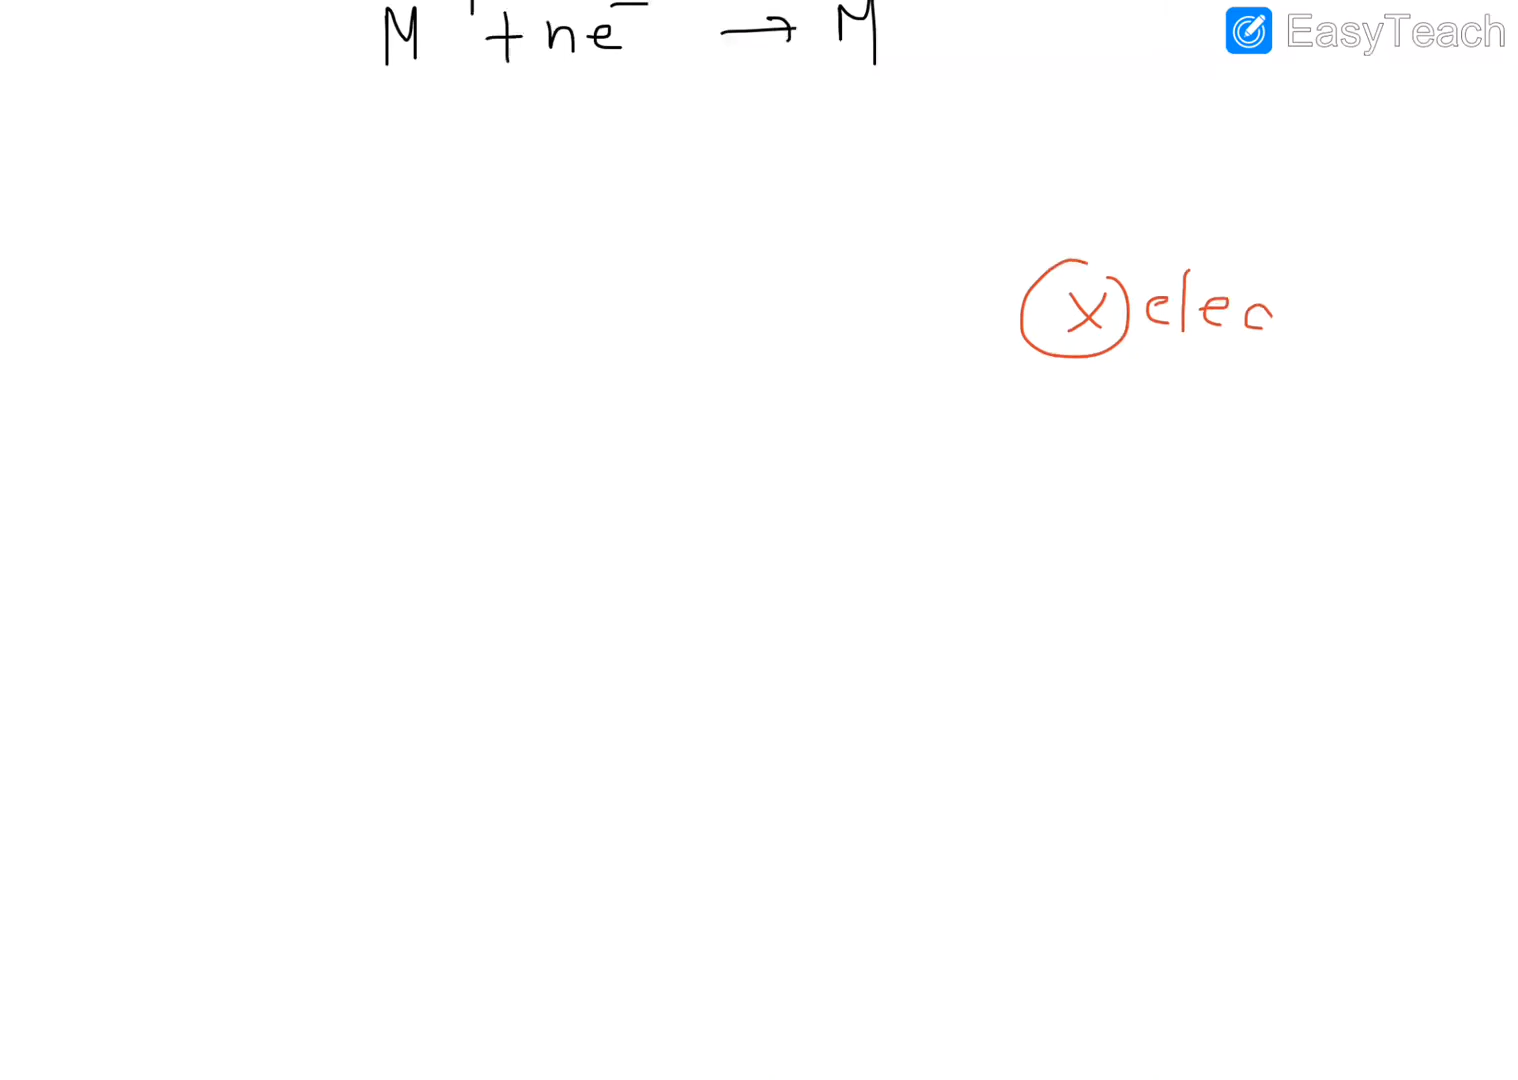 M + ne⁻ → M
EasyTeach
x elec